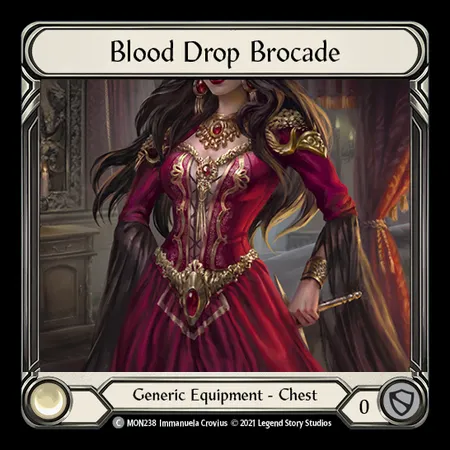 Blood Drop Brocade
Generic Equipment - Chest
0
C MON238 Immanuela Crovius © 2021 Legend Story Studios